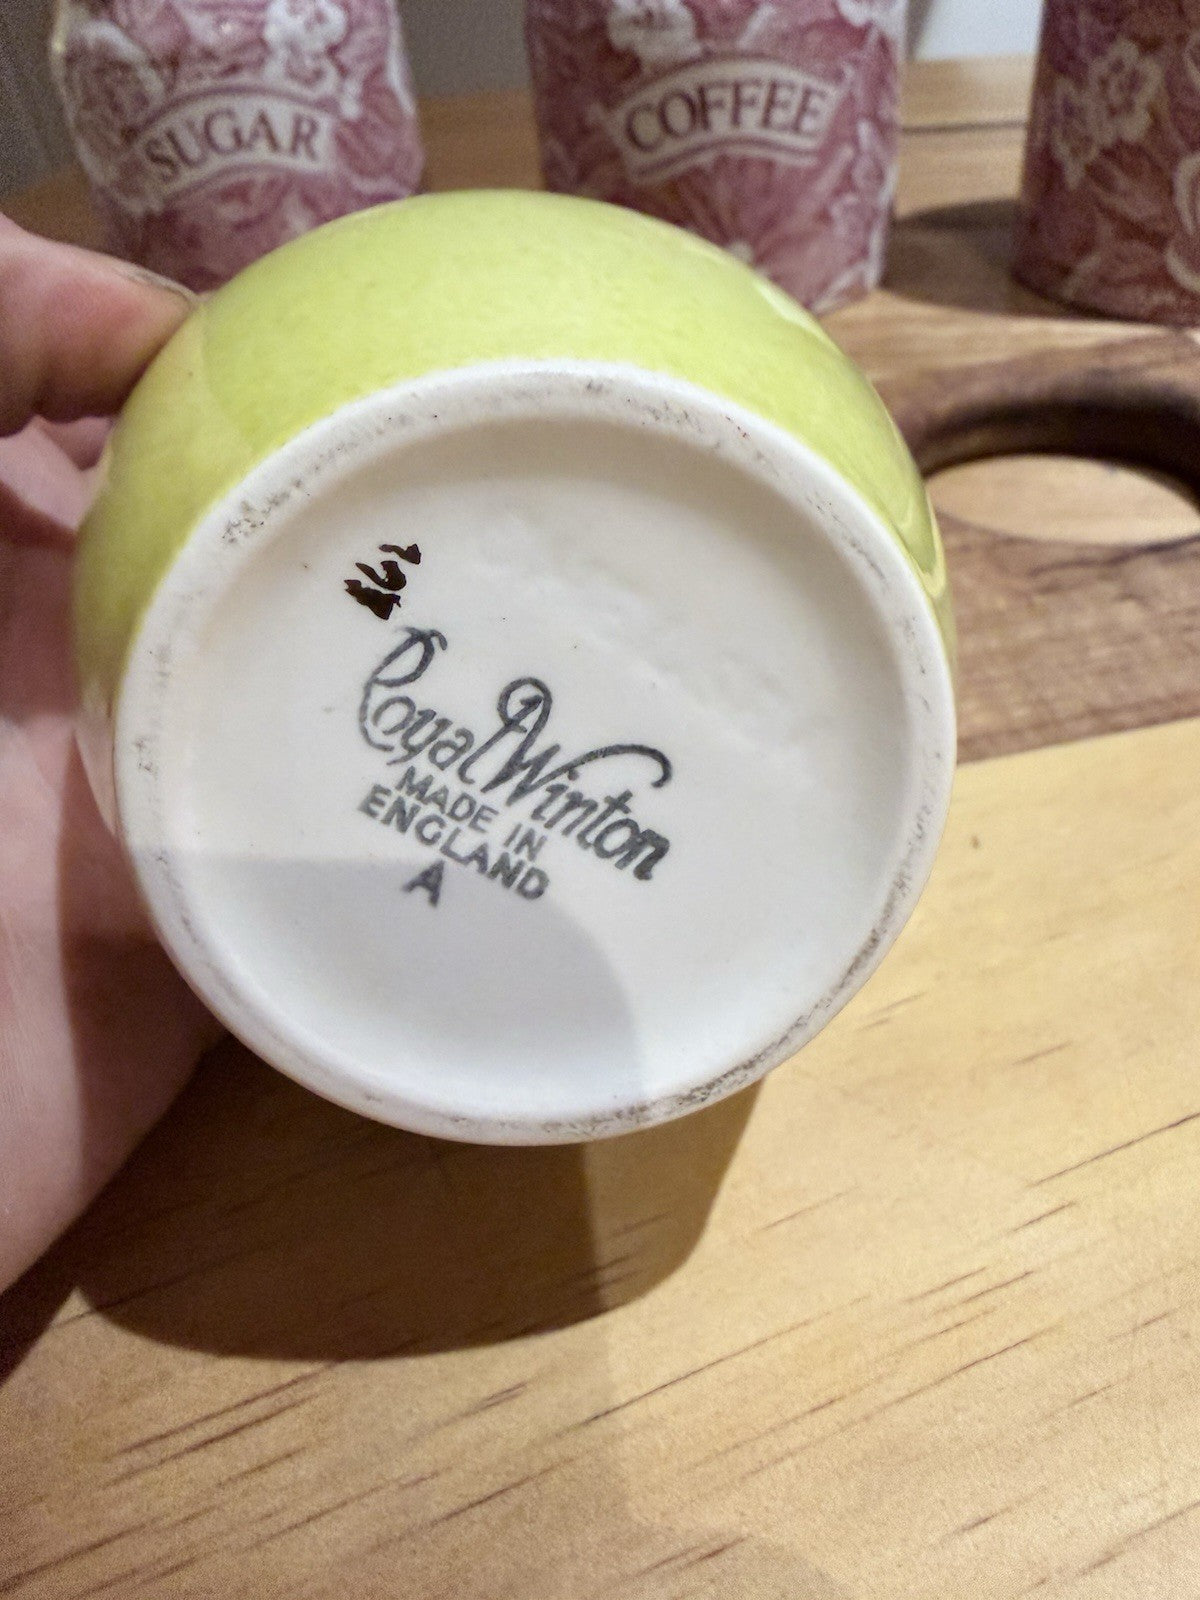 SUGAR
COFFEE
Royal Winton
MADE IN
ENGLAND
A